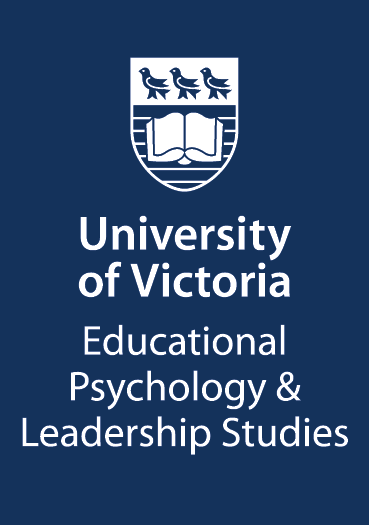 University
of Victoria
Educational
Psychology &
Leadership Studies